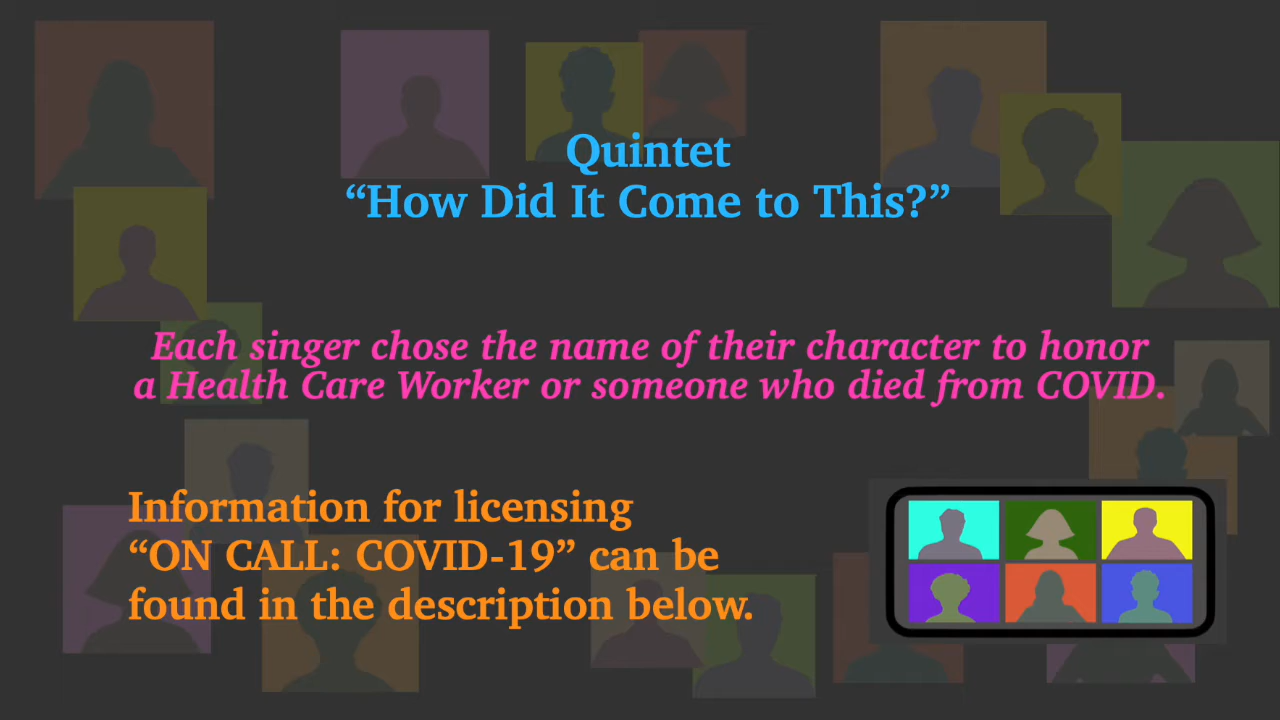 Quintet
“How Did It Come to This?”
Each singer chose the name of their character to honor
a Health Care Worker or someone who died from COVID.
Information for licensing
“ON CALL: COVID-19” can be
found in the description below.